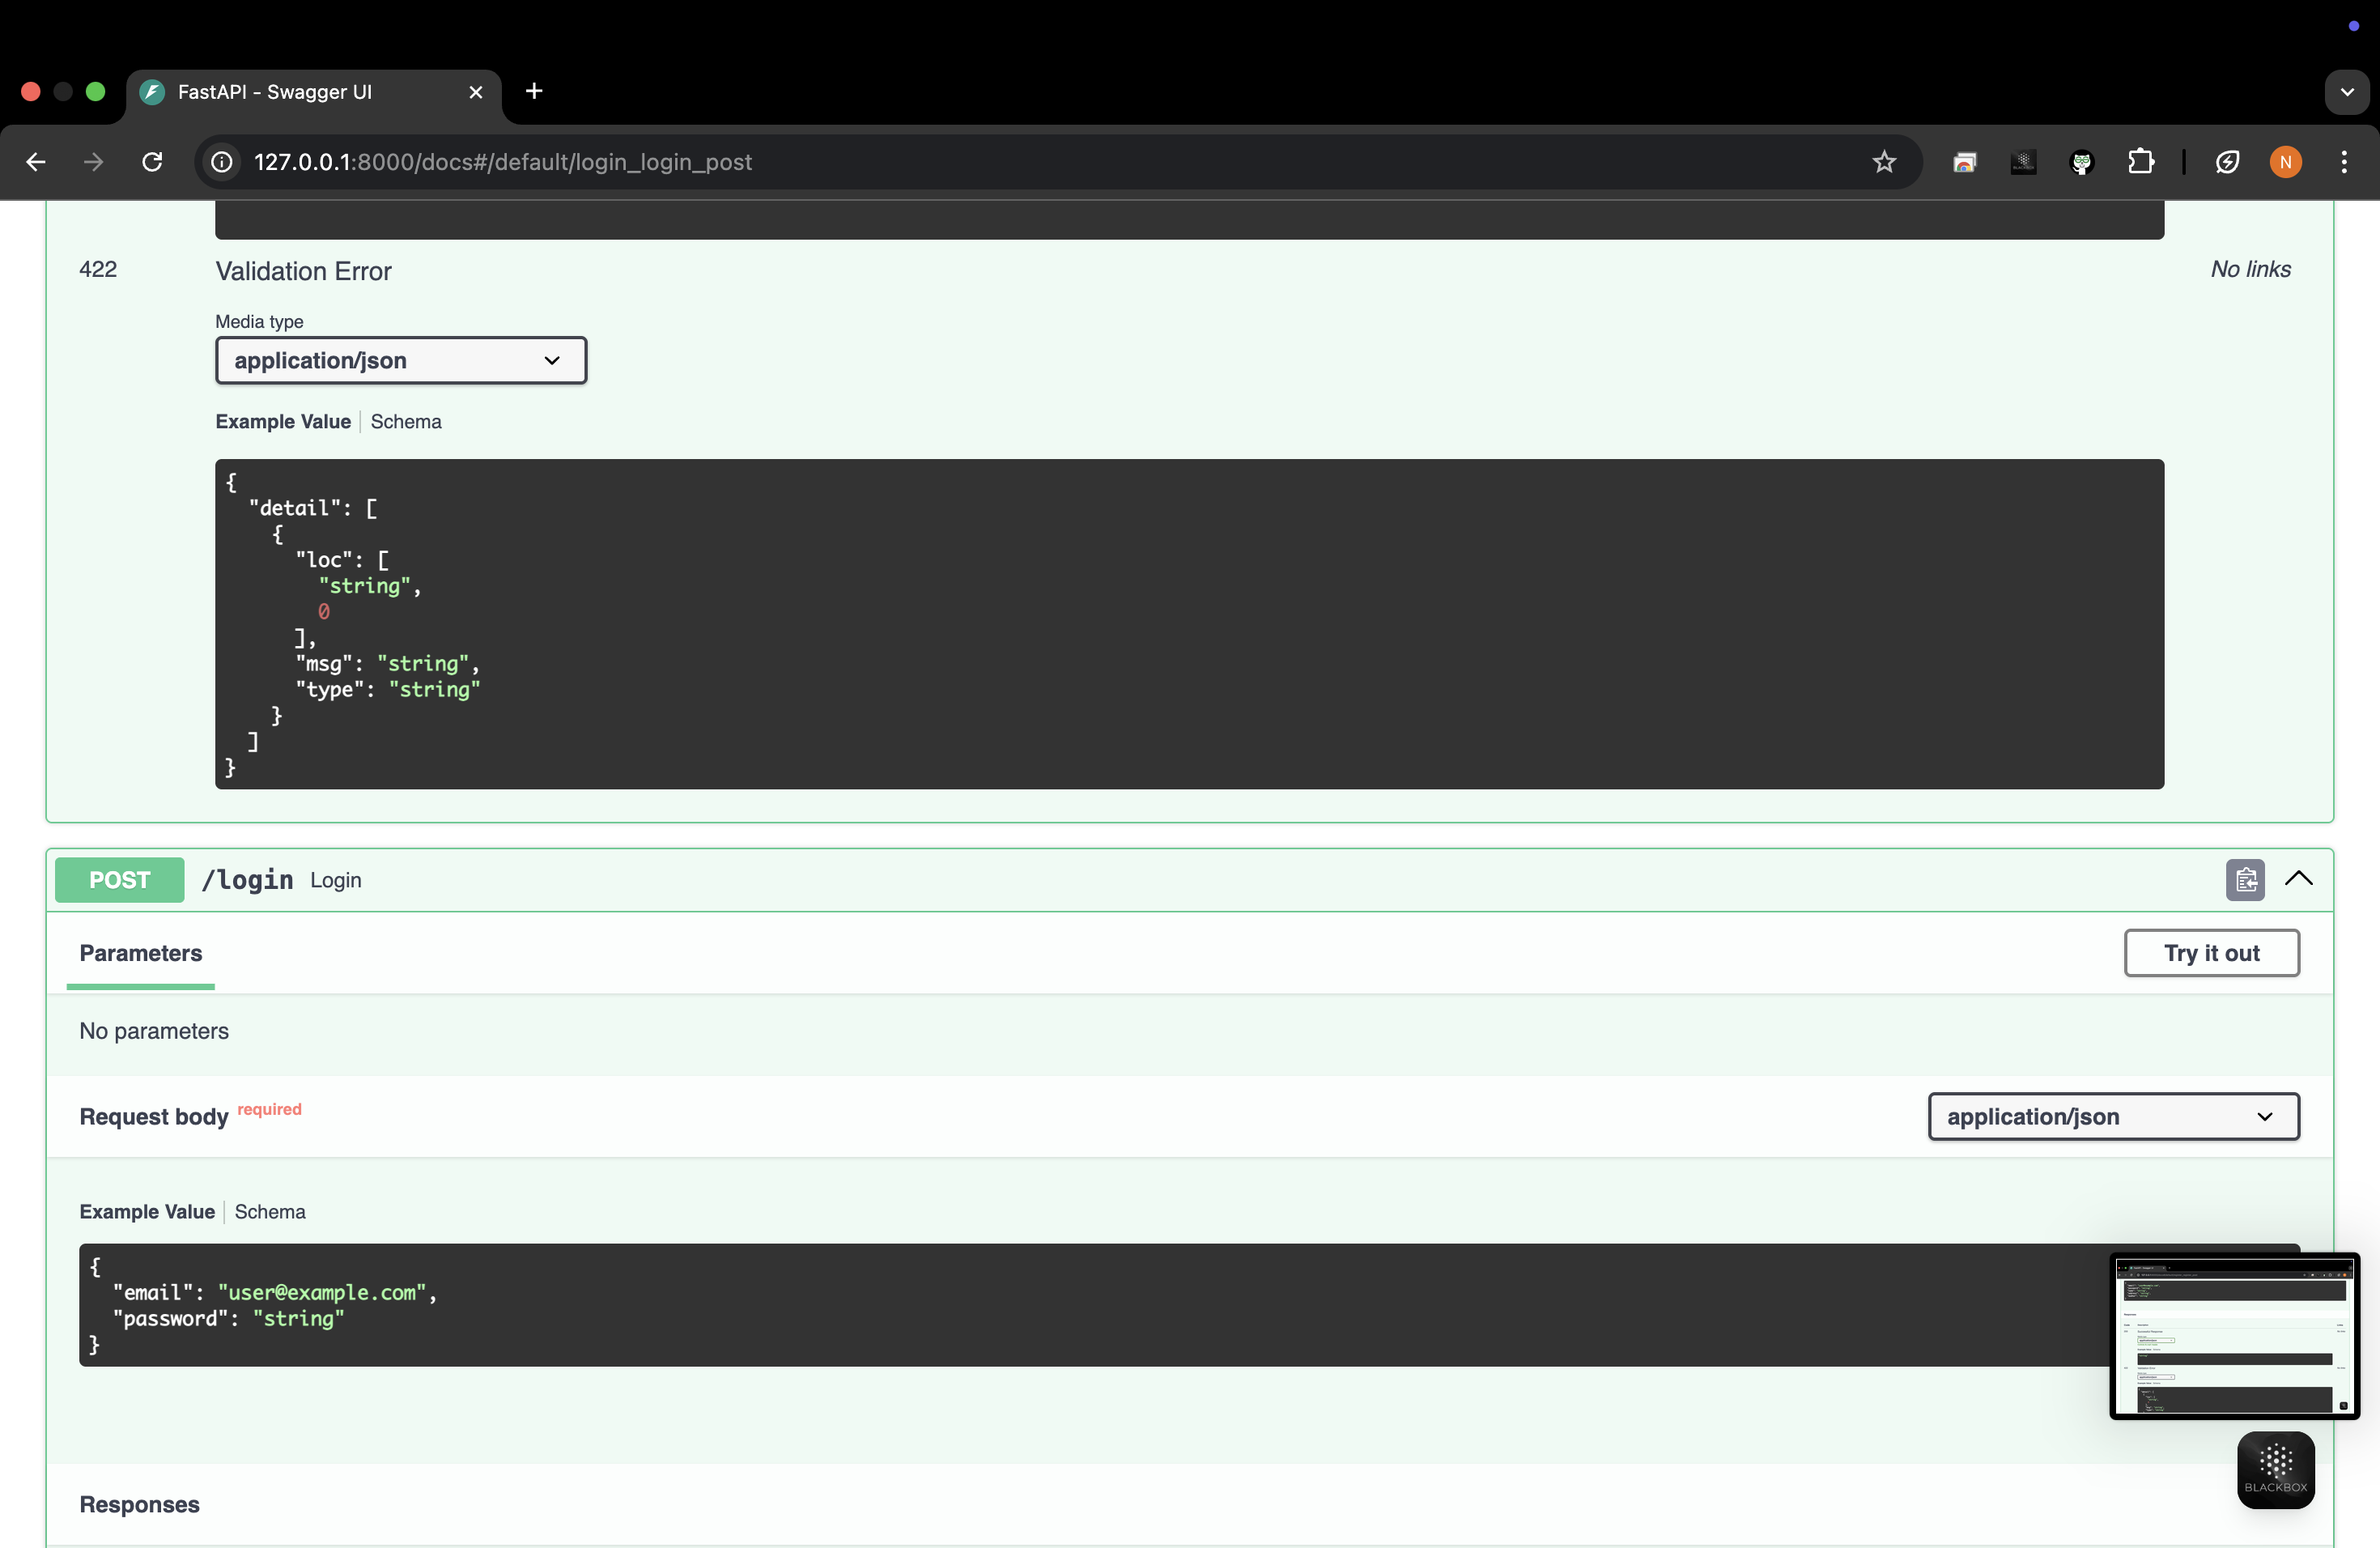 FastAPI - Swagger UI
127.0.0.1:8000/docs#/default/login_login_post
N
422
Validation Error
No links
Media type
application/json
Example Value
Schema
{
"detail": [
{
"loc": [
"string",
0
],
"msg": "string",
"type": "string"
}
]
}
POST /login Login
Parameters
Try it out
No parameters
Request body required
application/json
Example Value
Schema
{
"email": "user@example.com",
"password": "string"
}
BLACKBOX
Responses